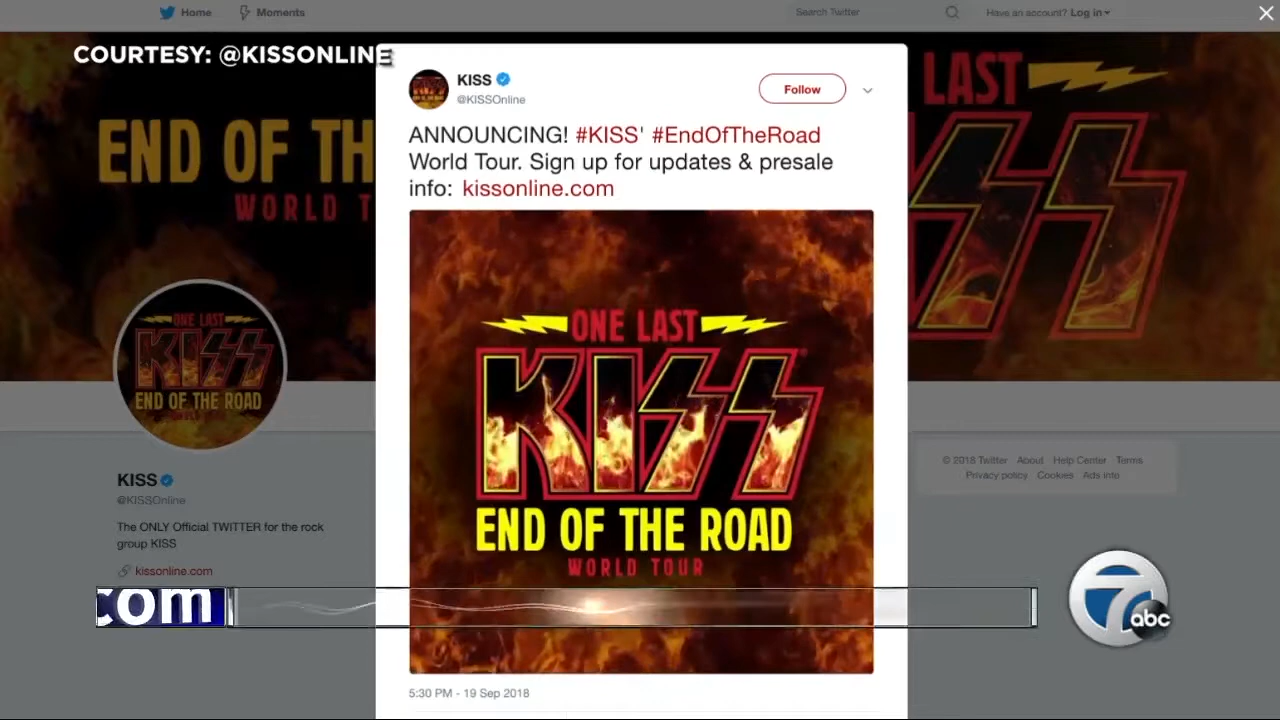 Home
Moments
Search Twitter
Have an account? Log in
COURTESY: @KISSONLINE
KISS
@KISSOnline
Follow
ANNOUNCING! #KISS' #EndOfTheRoad
World Tour. Sign up for updates & presale
info: kissonline.com
END OF TH
WORLD T
LAST
SS
ONE LAST
KISS
END OF THE ROAD
WORLD TOUR
ONE LAST
KISS
END OF THE ROAD
WORLD TOUR
5:30 PM - 19 Sep 2018
KISS
@KISSOnline
The ONLY Official TWITTER for the rock
group KISS
kissonline.com
© 2018 Twitter About Help Center Terms
Privacy policy Cookies Ads info
com
7
abc